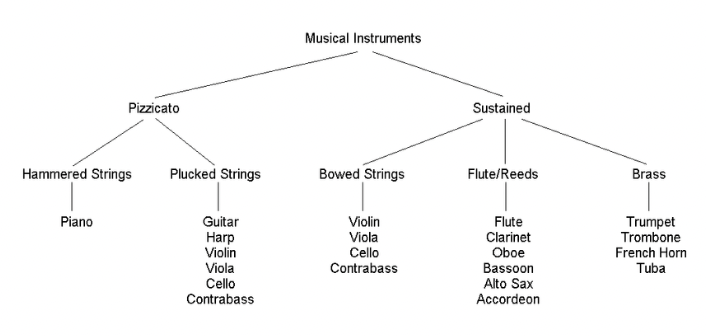 Musical Instruments
Pizzicato
Sustained
Hammered Strings
Plucked Strings
Bowed Strings
Flute/Reeds
Brass
Piano
Guitar
Harp
Violin
Viola
Cello
Contrabass
Violin
Viola
Cello
Contrabass
Flute
Clarinet
Oboe
Bassoon
Alto Sax
Accordeon
Trumpet
Trombone
French Horn
Tuba